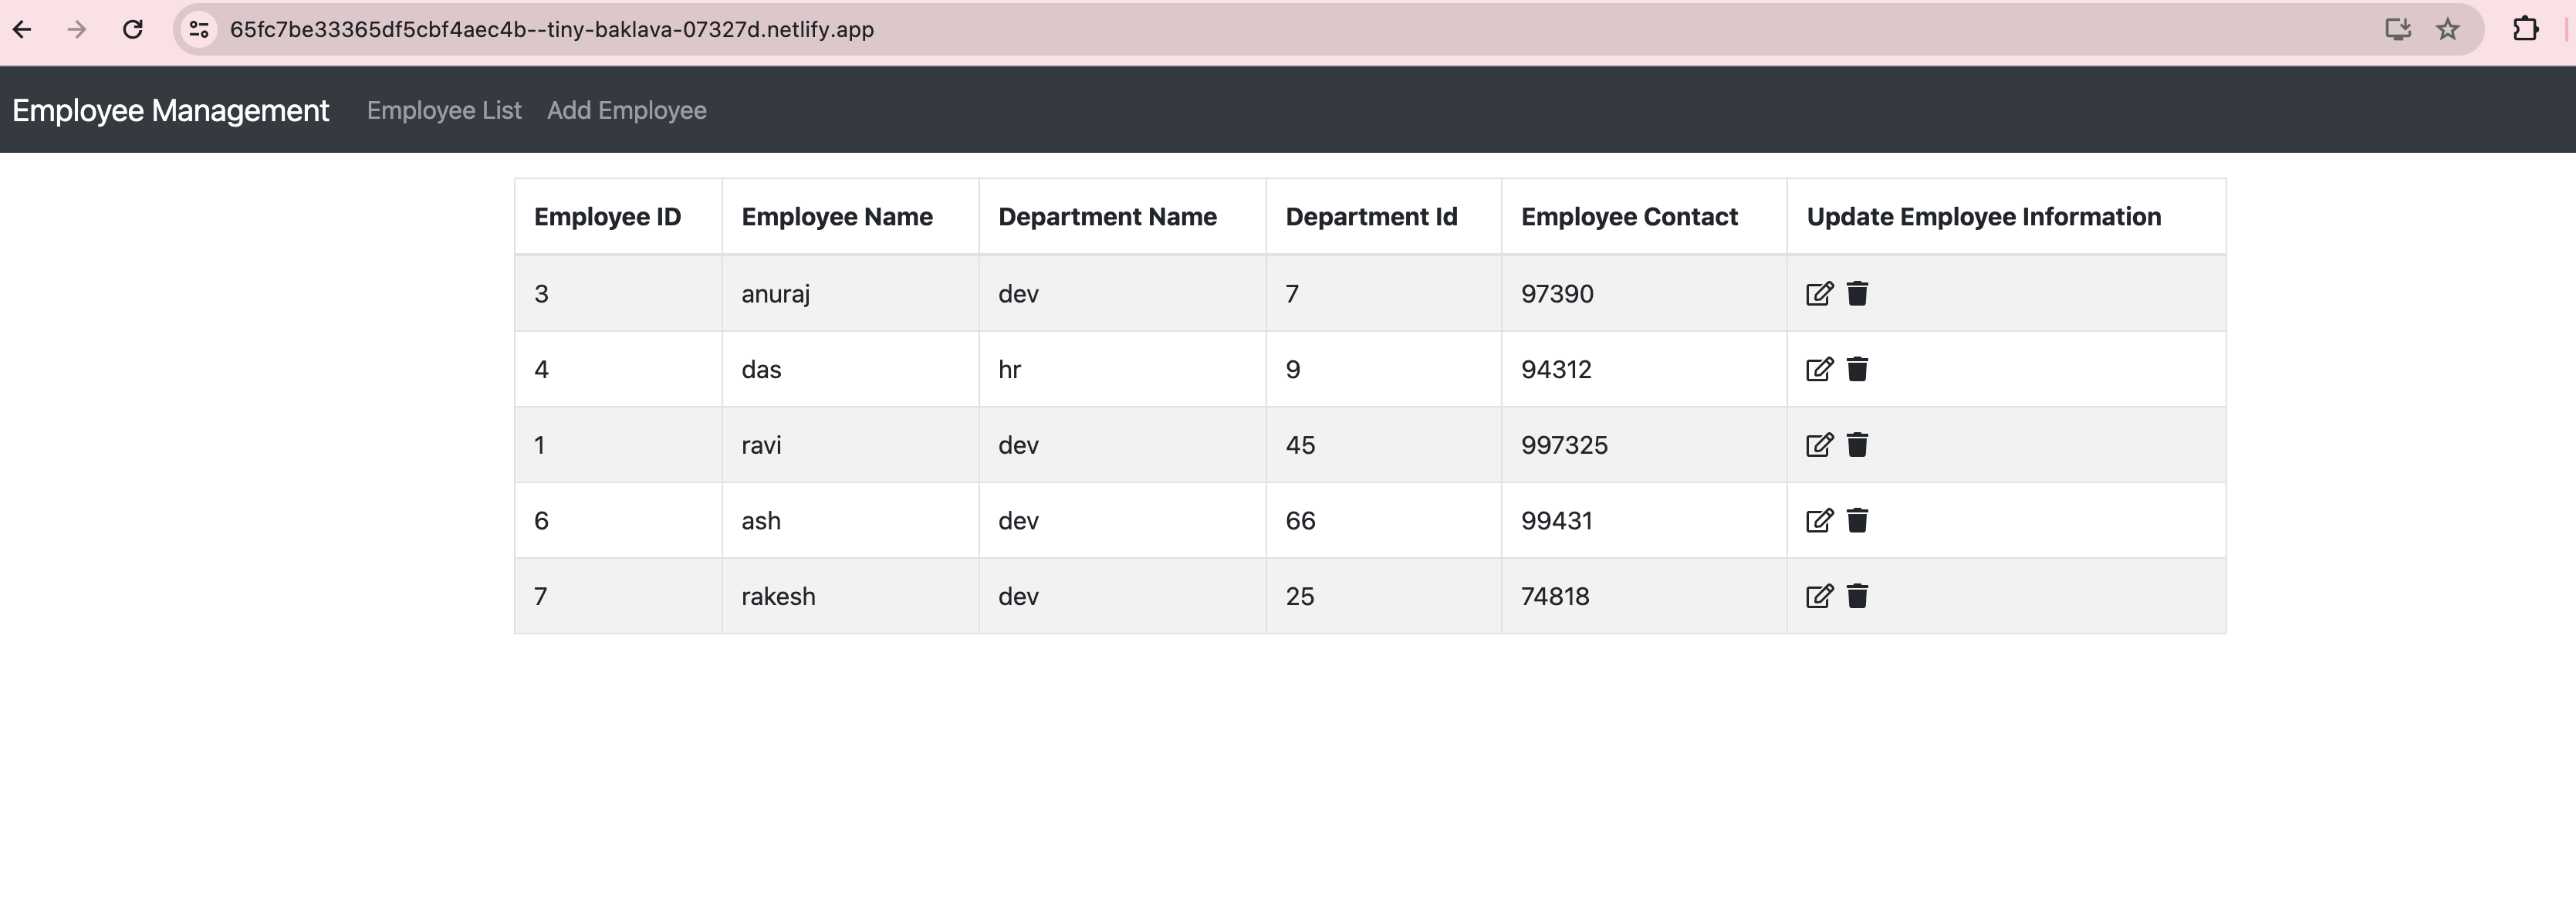 65fc7be33365df5cbf4aec4b--tiny-baklava-07327d.netlify.app
Employee Management Employee List Add Employee
Employee ID Employee Name Department Name Department Id Employee Contact Update Employee Information
3 anuraj dev 7 97390
4 das hr 9 94312
1 ravi dev 45 997325
6 ash dev 66 99431
7 rakesh dev 25 74818